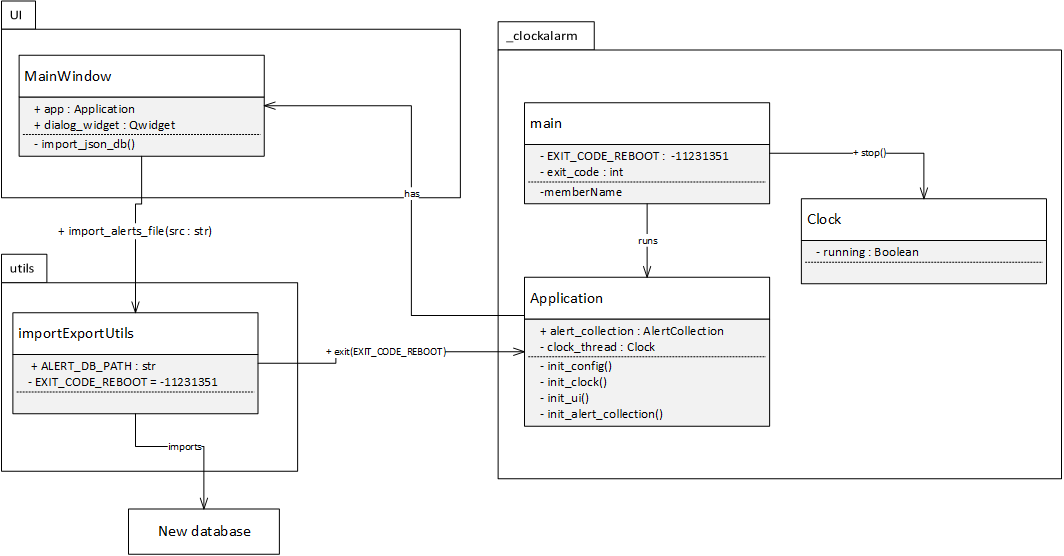 UI
MainWindow
+ app : Application
+ dialog_widget : Qwidget
- import_json_db()
+ import_alerts_file(src : str)
utils
importExportUtils
+ ALERT_DB_PATH : str
- EXIT_CODE_REBOOT = -11231351
imports
New database
has
+ exit(EXIT_CODE_REBOOT)
_clockalarm
main
- EXIT_CODE_REBOOT :  -11231351
- exit_code : int
-memberName
+ stop()
Clock
- running : Boolean
runs
Application
+ alert_collection : AlertCollection
- clock_thread : Clock
- init_config()
- init_clock()
- init_ui()
- init_alert_collection()